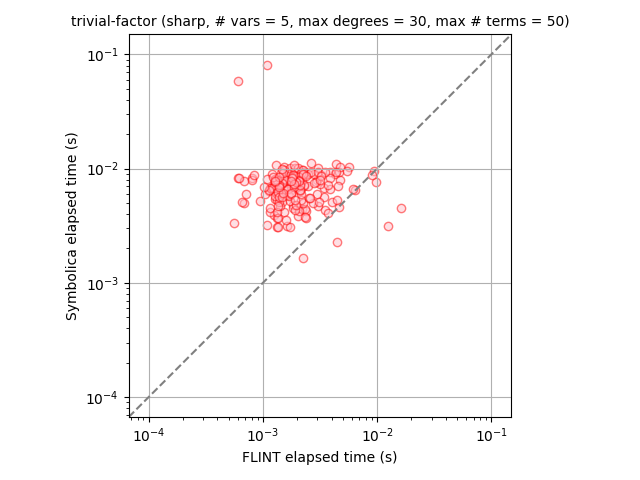 trivial-factor (sharp, # vars = 5, max degrees = 30, max # terms = 50)
Symbolica elapsed time (s)
10⁻¹
10⁻²
10⁻³
10⁻⁴
10⁻⁴ 10⁻³ 10⁻² 10⁻¹
FLINT elapsed time (s)